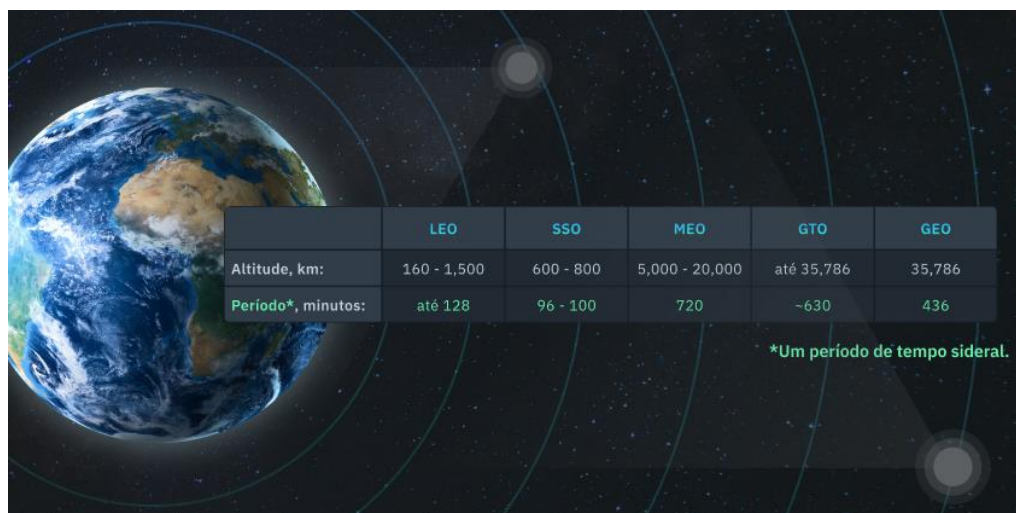 LEO SSO MEO GTO GEO
Altitude, km: 160 - 1,500 600 - 800 5,000 - 20,000 até 35,786 35,786
Período*, minutos: até 128 96 - 100 720 ~630 436
*Um período de tempo sideral.